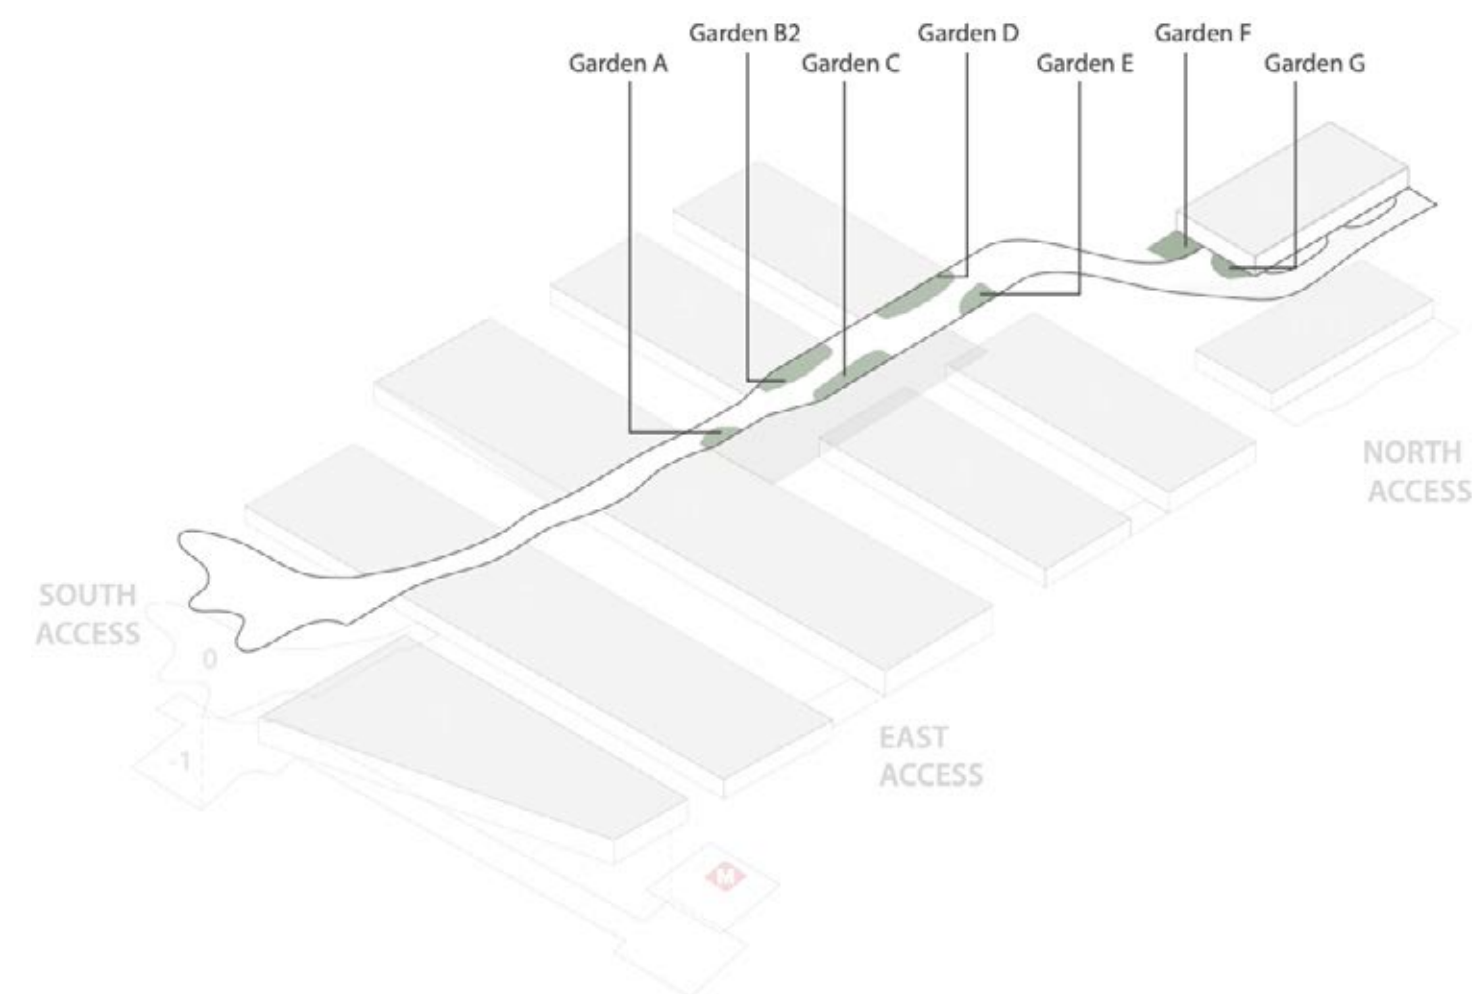 Garden B2
Garden D
Garden F
Garden A
Garden C
Garden E
Garden G
NORTH
ACCESS
SOUTH
ACCESS
0
-1
EAST
ACCESS
M